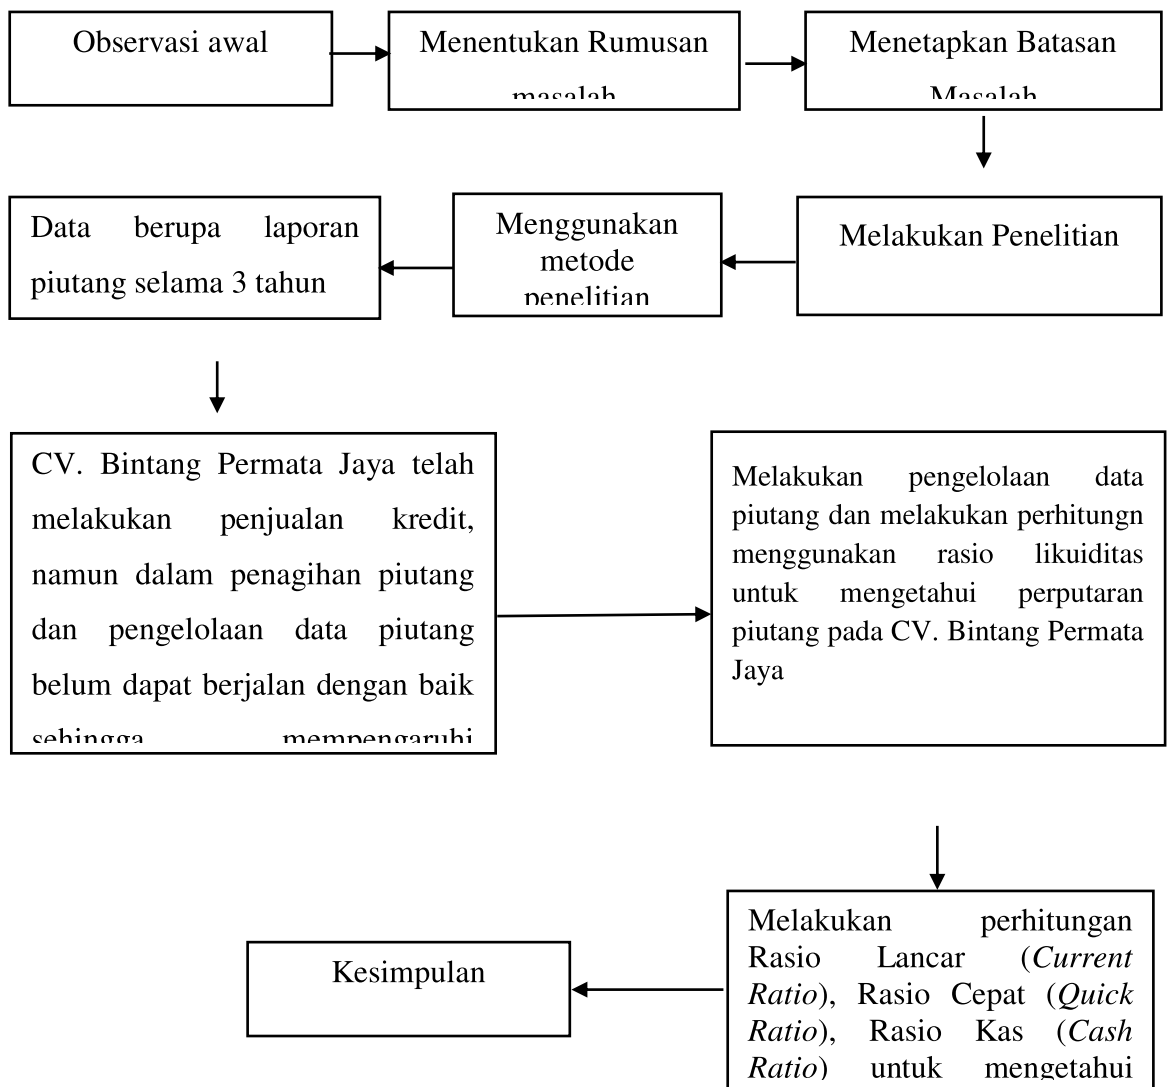 Observasi awal
Menentukan Rumusan
masalah
Menetapkan Batasan
Masalah
Melakukan Penelitian
Menggunakan
metode
penelitian
Data berupa laporan
piutang selama 3 tahun
CV. Bintang Permata Jaya telah
melakukan penjualan kredit,
namun dalam penagihan piutang
dan pengelolaan data piutang
belum dapat berjalan dengan baik
sehingga mempengaruhi
Melakukan pengelolaan data
piutang dan melakukan perhitungn
menggunakan rasio likuiditas
untuk mengetahui perputaran
piutang pada CV. Bintang Permata
Jaya
Melakukan perhitungan
Rasio Lancar (Current
Ratio), Rasio Cepat (Quick
Ratio), Rasio Kas (Cash
Ratio) untuk mengetahui
Kesimpulan